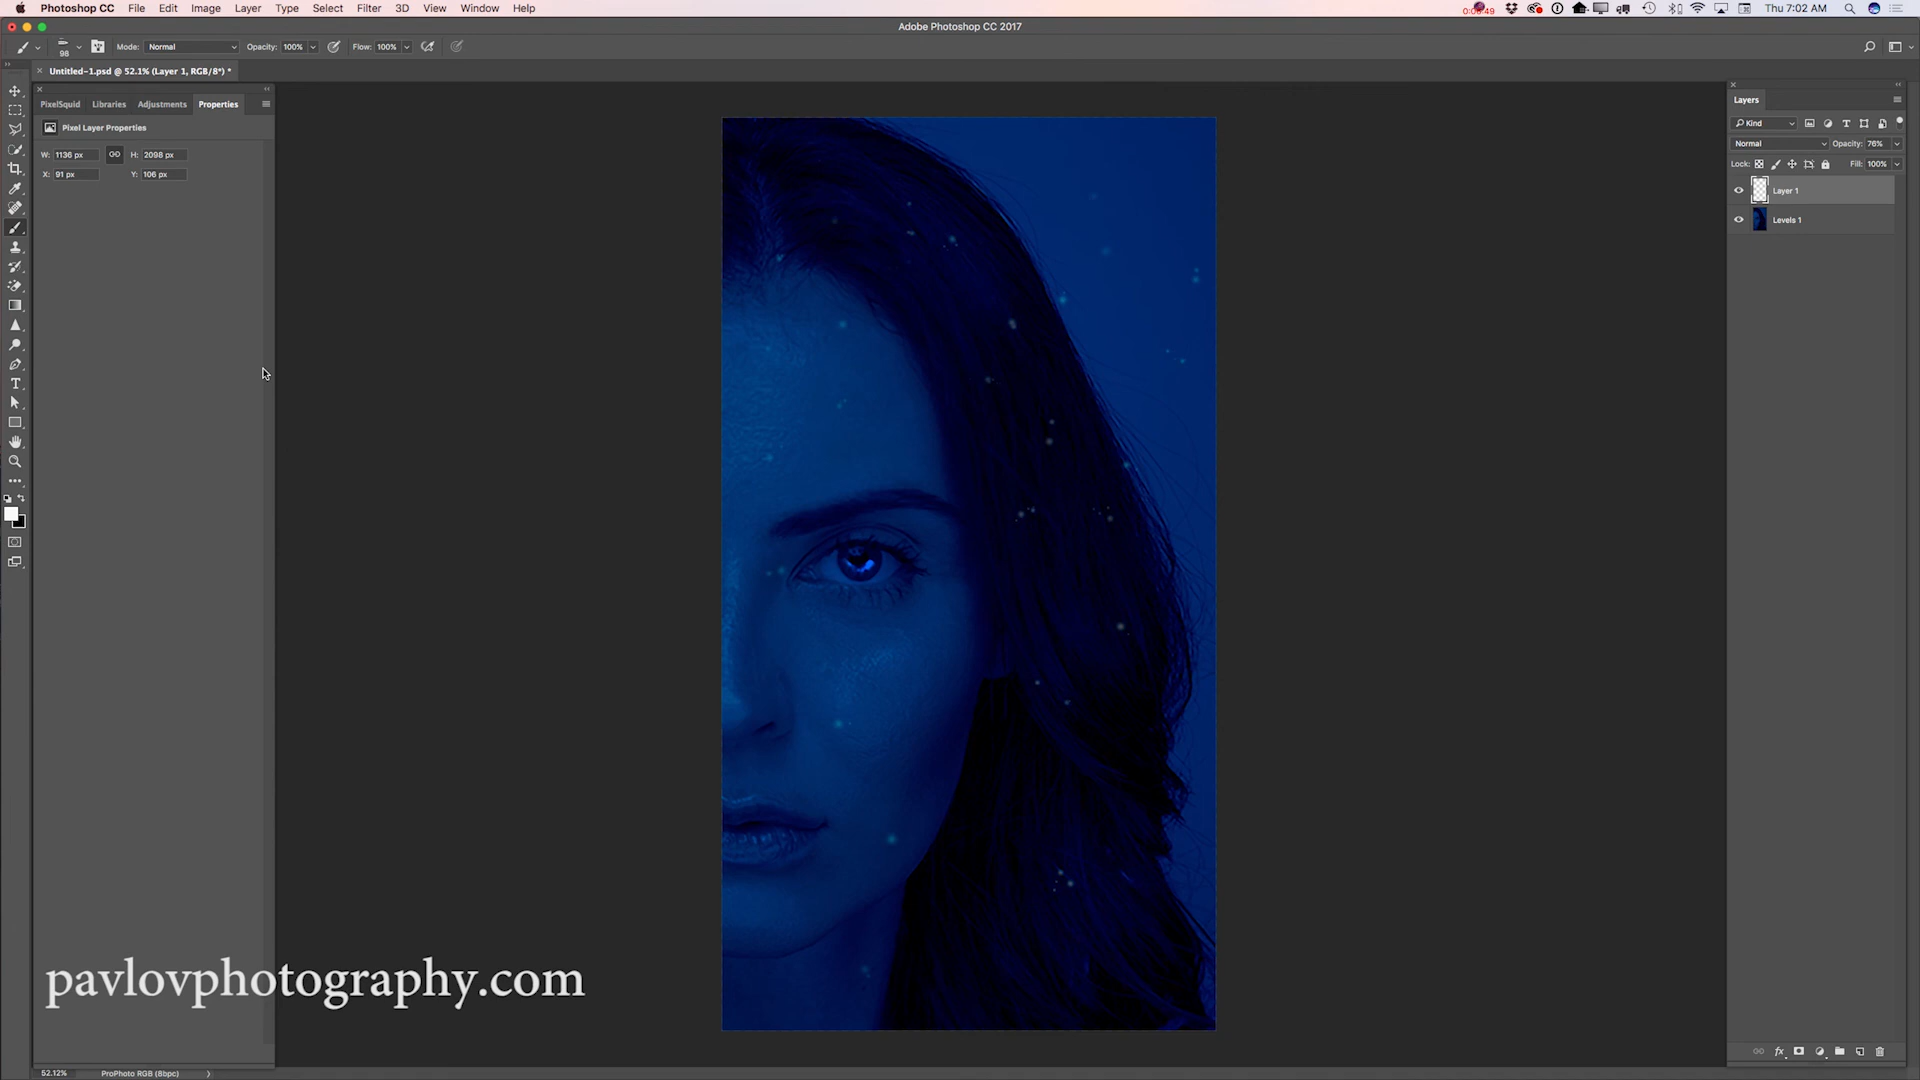 Photoshop CC File Edit Image Layer Type Select Filter 3D View Window Help
Thu 7:02 AM
Adobe Photoshop CC 2017
98 Mode: Normal Opacity: 100% Flow: 100%
Untitled-1.psd @ 52.1% (Layer 1, RGB/8*) *
PixelSquid Libraries Adjustments Properties
Pixel Layer Properties
W: 1136 px H: 2098 px
X: 91 px Y: 106 px
Layers
Kind
Normal Opacity: 76%
Lock: Fill: 100%
Layer 1
Levels 1
pavlovphotography.com
52.12% ProPhoto RGB (8bpc)